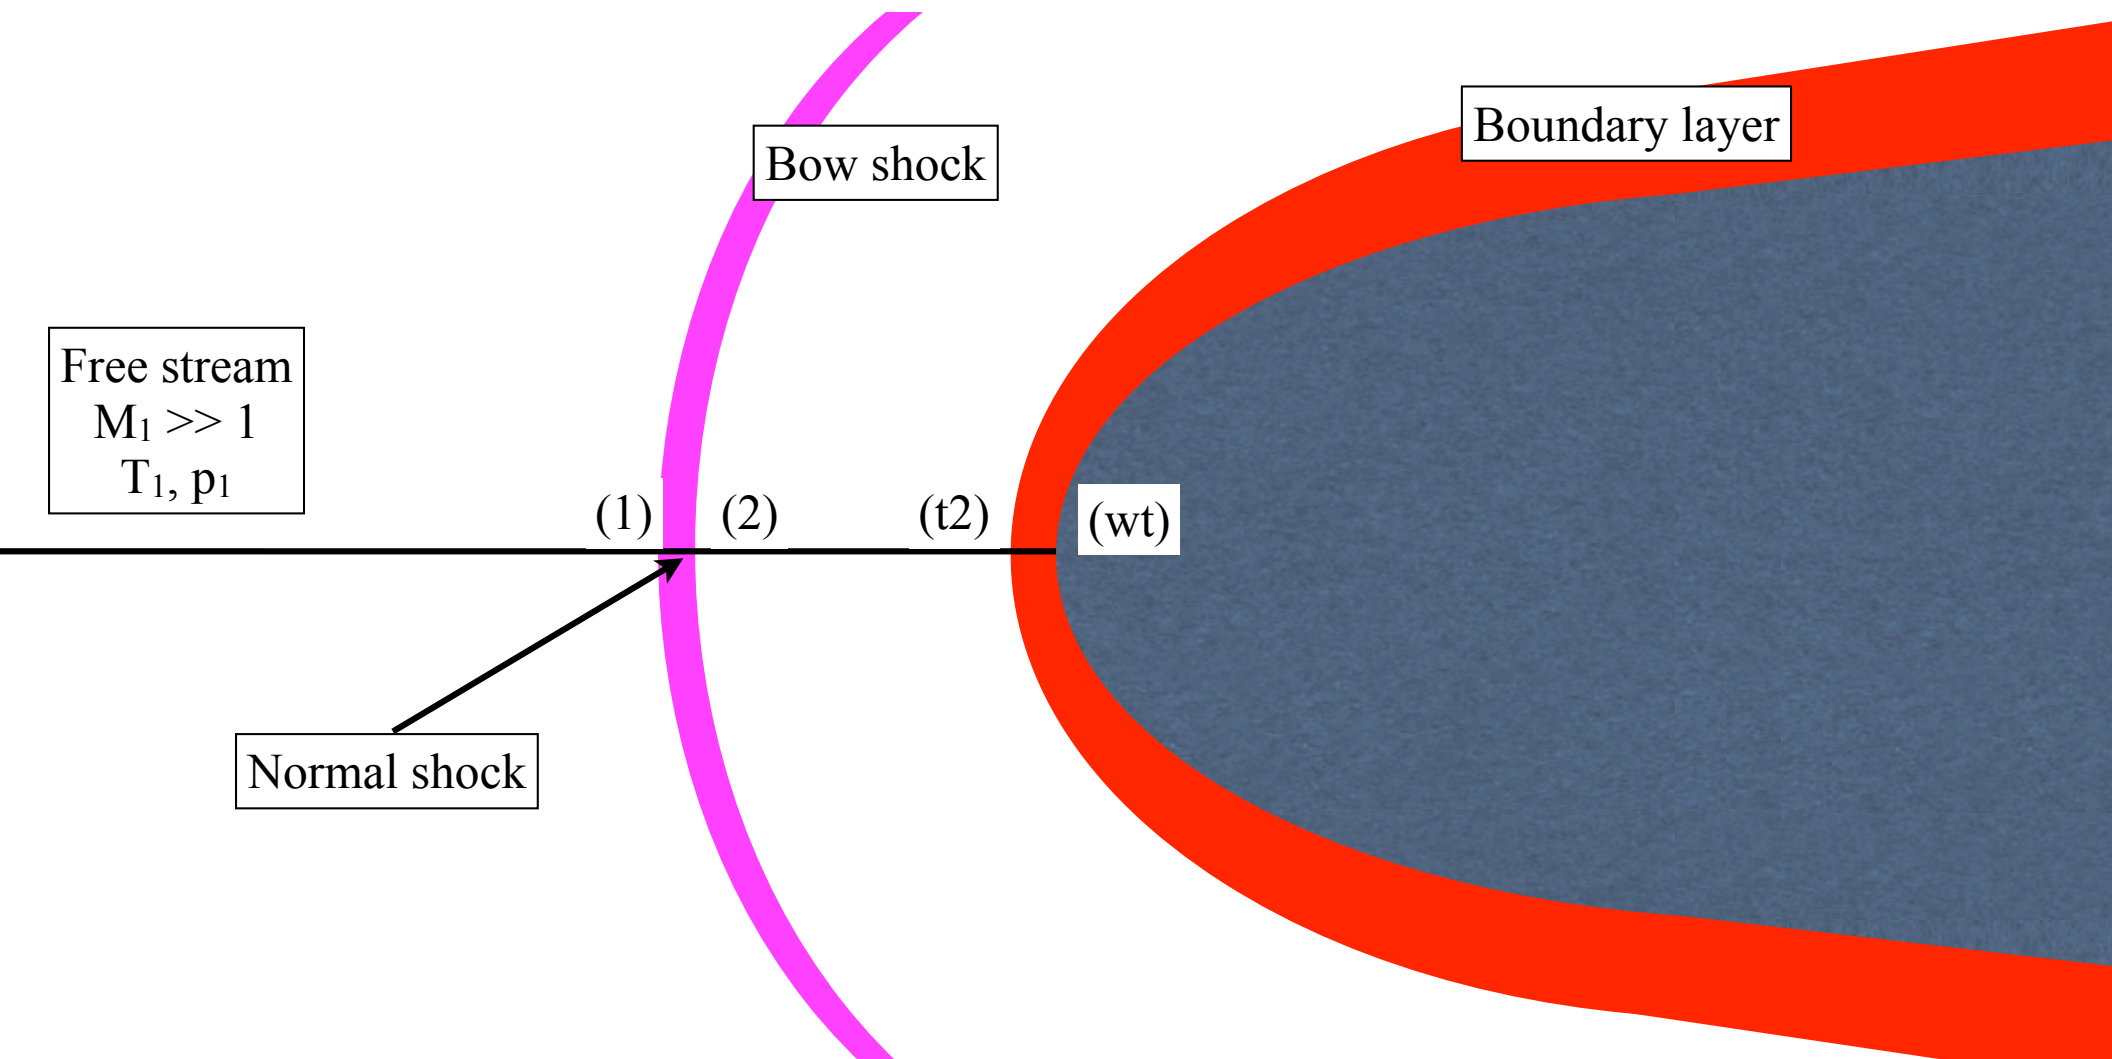 Boundary layer
Bow shock
Free stream
M₁ >> 1
T₁, p₁
(1)
(2)
(t2)
(wt)
Normal shock